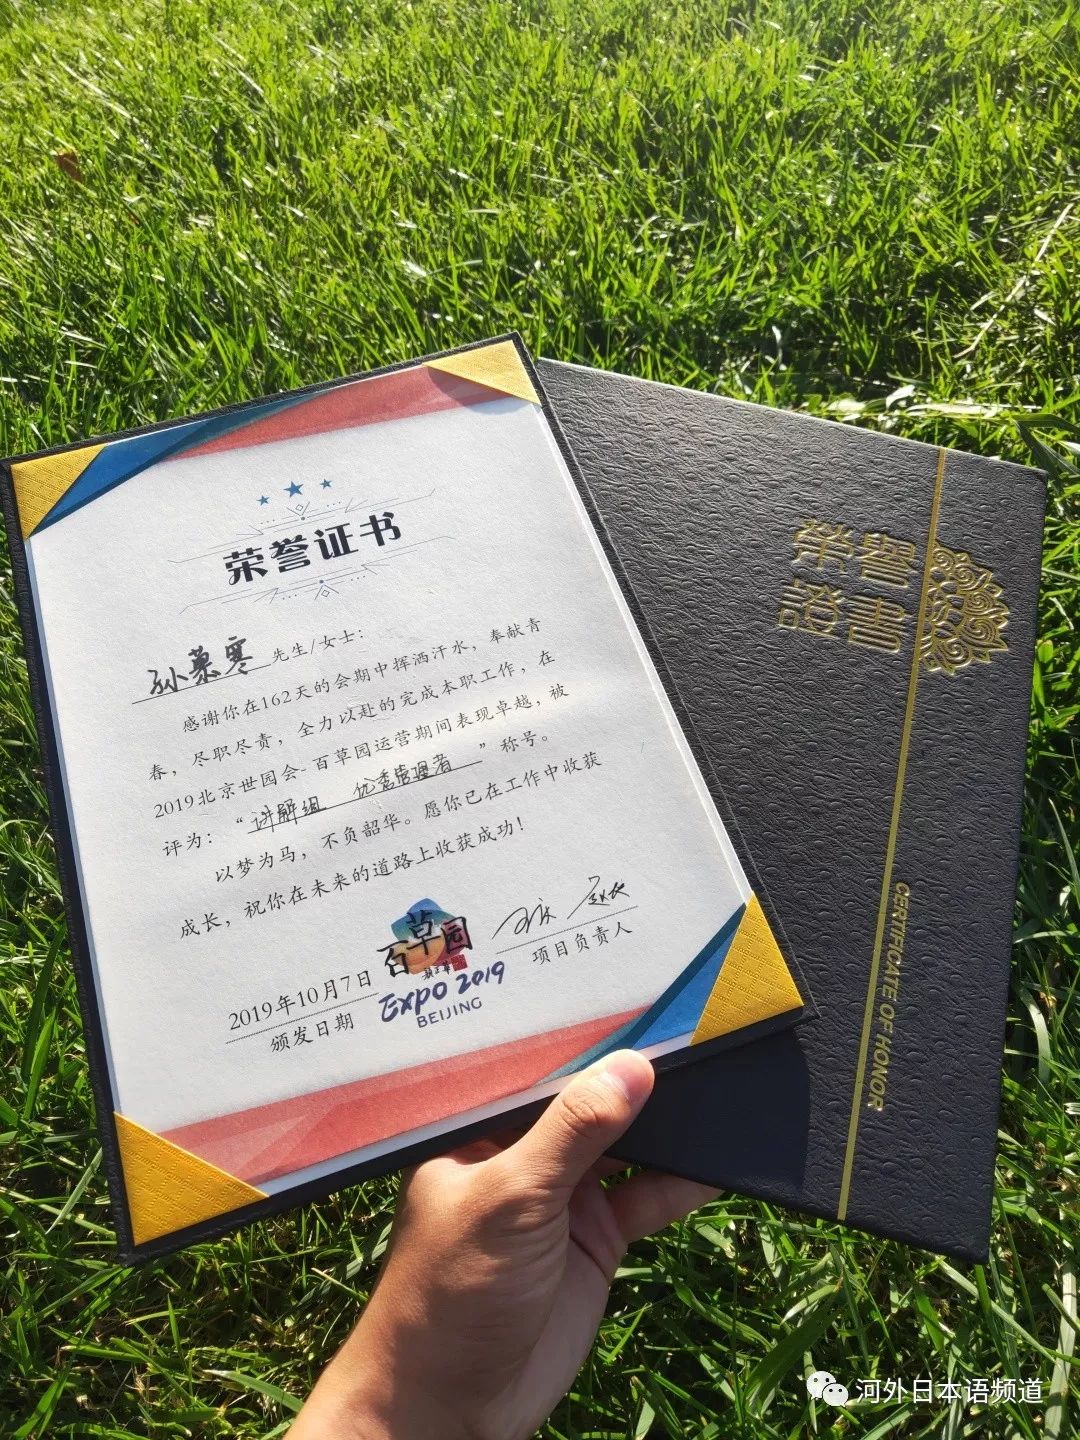 荣誉证书
孙慕寒 先生/女士:
感谢你在162天的会期中挥洒汗水，奉献青
春，尽职尽责，全力以赴的完成本职工作，在
2019北京世园会-百草园运营期间表现卓越，被
评为:“讲解组 优秀管理者”称号。
以梦为马，不负韶华。愿你已在工作中收获
成长，祝你在未来的道路上收获成功!
2019年10月7日
颁发日期
百草园
EXPO 2019
BEIJING
项目负责人
榮譽
證書
CERTIFICATE OF HONOR
河外日本语频道